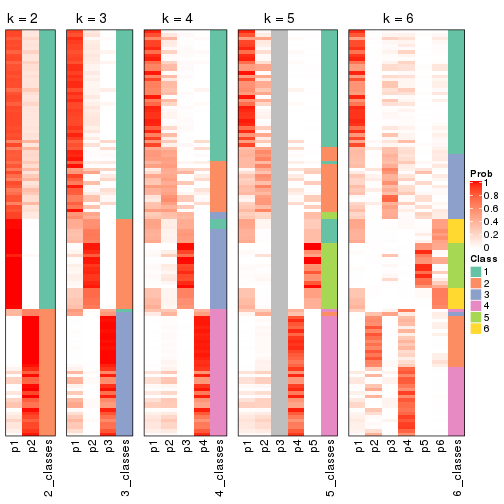 k = 2
k = 3
k = 4
k = 5
k = 6
p1
p2
2_classes
p1
p2
p3
3_classes
p1
p2
p3
p4
4_classes
p1
p2
p3
p4
p5
5_classes
p1
p2
p3
p4
p5
p6
6_classes
Prob
1
0.8
0.6
0.4
0.2
0
Class
1
2
3
4
5
6